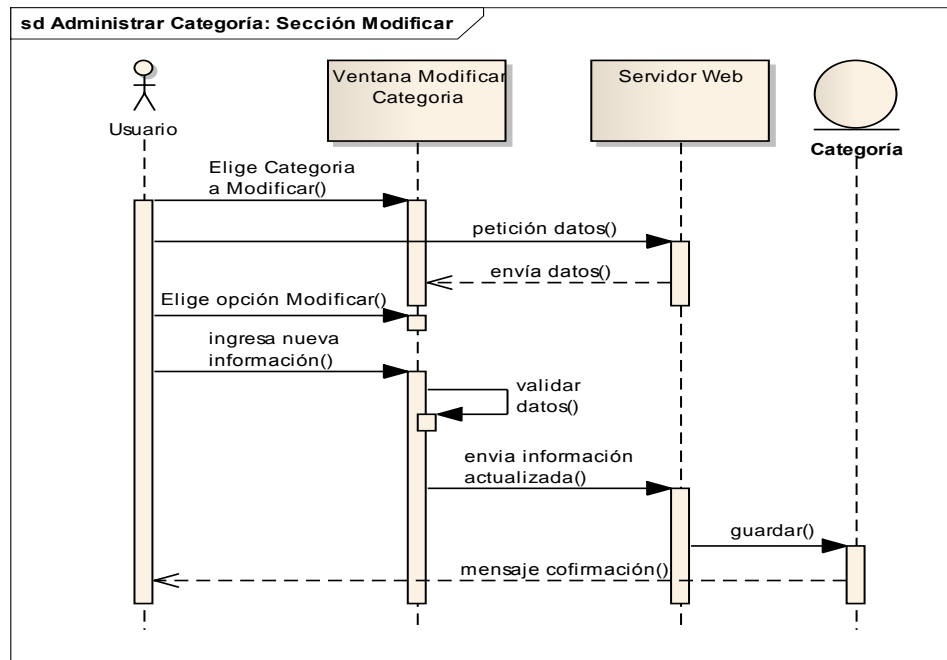 sd Administrar Categoría: Sección Modificar
Usuario
Ventana Modificar
Categoria
Servidor Web
Categoría
Elige Categoria
a Modificar()
petición datos()
envía datos()
Elige opción Modificar()
ingresa nueva
información()
validar
datos()
envia información
actualizada()
guardar()
mensaje cofirmación()